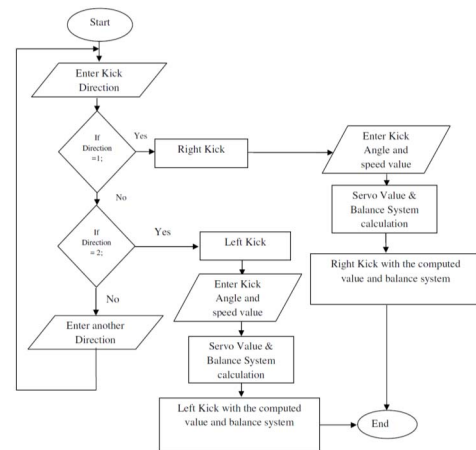 Start
Enter Kick
Direction
If
Direction
=1;
Yes
Right Kick
Enter Kick
Angle and
speed value
Servo Value &
Balance System
calculation
Right Kick with the computed
value and balance system
No
If
Direction
= 2;
Yes
Left Kick
Enter Kick
Angle and
speed value
Servo Value &
Balance System
calculation
Left Kick with the computed
value and balance system
No
Enter another
Direction
End